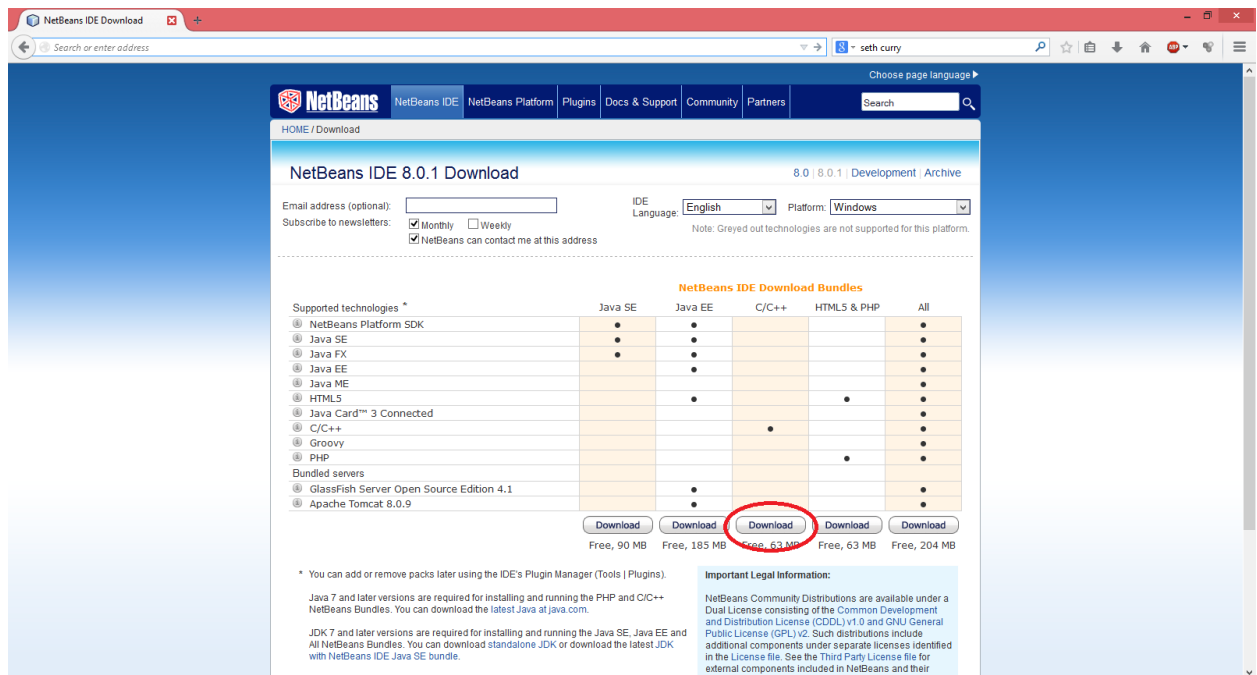 NetBeans IDE Download
Search or enter address
seth curry
Choose page language
NetBeans
NetBeans IDE NetBeans Platform Plugins Docs & Support Community Partners Search
HOME / Download
NetBeans IDE 8.0.1 Download
8.0 | 8.0.1 | Development | Archive
Email address (optional):
IDE Language: English Platform: Windows
Subscribe to newsletters: Monthly Weekly
NetBeans can contact me at this address
Note: Greyed out technologies are not supported for this platform.
NetBeans IDE Download Bundles
Supported technologies * Java SE Java EE C/C++ HTML5 & PHP All
NetBeans Platform SDK
Java SE
Java FX
Java EE
Java ME
HTML5
Java Card™ 3 Connected
C/C++
Groovy
PHP
Bundled servers
GlassFish Server Open Source Edition 4.1
Apache Tomcat 8.0.9
Download Download Download Download Download
Free, 90 MB Free, 185 MB Free, 63 MB Free, 63 MB Free, 204 MB
* You can add or remove packs later using the IDE's Plugin Manager (Tools | Plugins).
Java 7 and later versions are required for installing and running the PHP and C/C++
NetBeans Bundles. You can download the latest Java at java.com.
JDK 7 and later versions are required for installing and running the Java SE, Java EE and
All NetBeans Bundles. You can download standalone JDK or download the latest JDK
with NetBeans IDE Java SE bundle.
Important Legal Information:
NetBeans Community Distributions are available under a
Dual License consisting of the Common Development
and Distribution License (CDDL) v1.0 and GNU General
Public License (GPL) v2. Such distributions include
additional components under separate licenses identified
in the License file. See the Third Party License file for
external components included in NetBeans and their